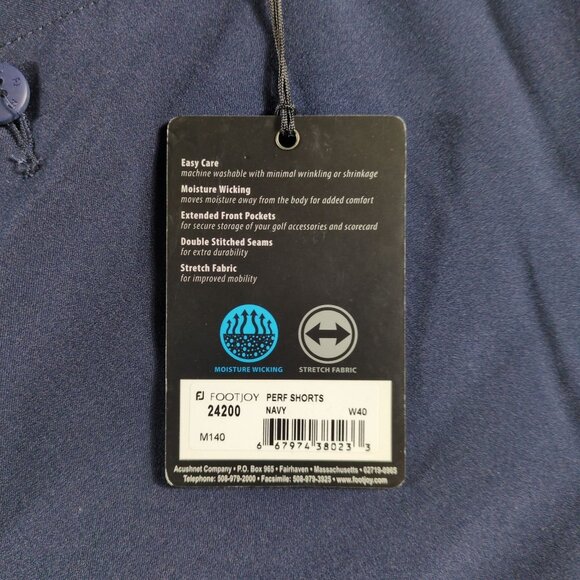 Easy Care
machine washable with minimal wrinkling or shrinkage
Moisture Wicking
moves moisture away from the body for added comfort
Extended Front Pockets
for secure storage of your golf accessories and scorecard
Double Stitched Seams
for extra durability
Stretch Fabric
for improved mobility
MOISTURE WICKING
STRETCH FABRIC
FJ FOOTJOY PERF SHORTS
24200 NAVY W40
M140
6 67974 38023 3
Acushnet Company • P.O. Box 965 • Fairhaven • Massachusetts • 02719-0965
Telephone: 508-979-2000 • Facsimile: 508-979-3925 • www.footjoy.com